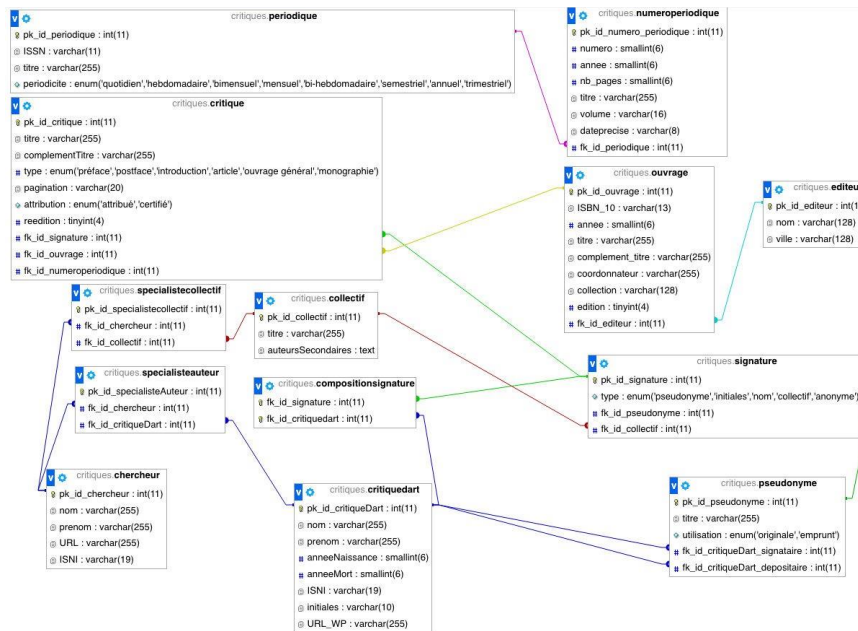 critiques.periodique
pk_id_periodique : int(11)
ISSN : varchar(11)
titre : varchar(255)
periodicite : enum('quotidien','hebdomadaire','bimensuel','mensuel','bi-hebdomadaire','semestriel','annuel','trimestriel')
critiques.numeroperiodique
pk_id_numero_periodique : int(11)
numero : smallint(6)
annee : smallint(6)
nb_pages : smallint(6)
titre : varchar(255)
volume : varchar(16)
dateprecise : varchar(8)
fk_id_periodique : int(11)
critiques.critique
pk_id_critique : int(11)
titre : varchar(255)
complementTitre : varchar(255)
type : enum('préface','postface','introduction','article','ouvrage général','monographie')
pagination : varchar(20)
attribution : enum('attribué','certifié')
reedition : tinyint(4)
fk_id_signature : int(11)
fk_id_ouvrage : int(11)
fk_id_numeroperiodique : int(11)
critiques.ouvrage
pk_id_ouvrage : int(11)
ISBN_10 : varchar(13)
annee : smallint(6)
titre : varchar(255)
complement_titre : varchar(255)
coordonnateur : varchar(255)
collection : varchar(128)
edition : tinyint(4)
fk_id_editeur : int(11)
critiques.editeu
pk_id_editeur : int(1
nom : varchar(128)
ville : varchar(128)
critiques.specialistecollectif
pk_id_specialistecollectif : int(11)
fk_id_chercheur : int(11)
fk_id_collectif : int(11)
critiques.collectif
pk_id_collectif : int(11)
titre : varchar(255)
auteursSecondaires : text
critiques.specialisteauteur
pk_id_specialisteAuteur : int(11)
fk_id_chercheur : int(11)
fk_id_critiqueDart : int(11)
critiques.compositionsignature
fk_id_signature : int(11)
fk_id_critiquedart : int(11)
critiques.signature
pk_id_signature : int(11)
type : enum('pseudonyme','initiales','nom','collectif','anonyme')
fk_id_pseudonyme : int(11)
fk_id_collectif : int(11)
critiques.chercheur
pk_id_chercheur : int(11)
nom : varchar(255)
prenom : varchar(255)
URL : varchar(255)
ISNI : varchar(19)
critiques.critiquedart
pk_id_critiqueDart : int(11)
nom : varchar(255)
prenom : varchar(255)
anneeNaissance : smallint(6)
anneeMort : smallint(6)
ISNI : varchar(19)
initiales : varchar(10)
URL_WP : varchar(255)
critiques.pseudonyme
pk_id_pseudonyme : int(11)
titre : varchar(255)
utilisation : enum('originale','emprunt')
fk_id_critiqueDart_signataire : int(11)
fk_id_critiqueDart_depositaire : int(11)